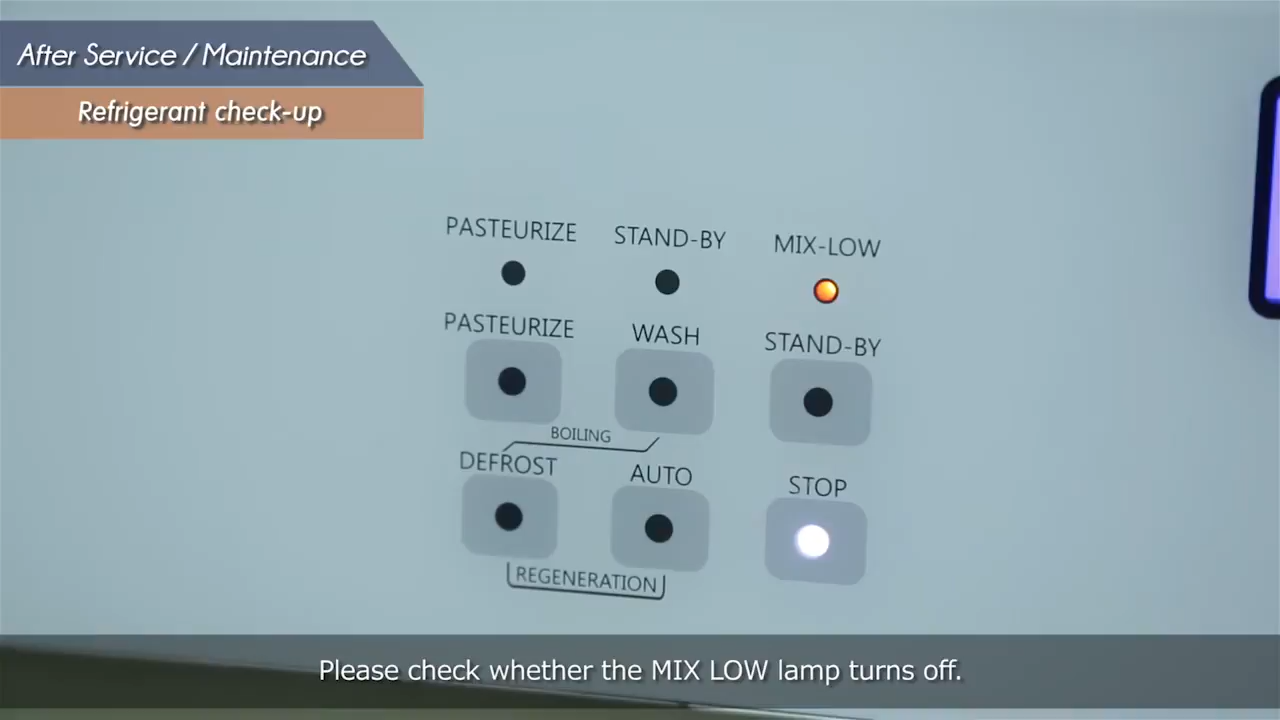 After Service / Maintenance
Refrigerant check-up
PASTEURIZE STAND-BY MIX-LOW
PASTEURIZE WASH STAND-BY
BOILING
DEFROST AUTO STOP
REGENERATION
Please check whether the MIX LOW lamp turns off.